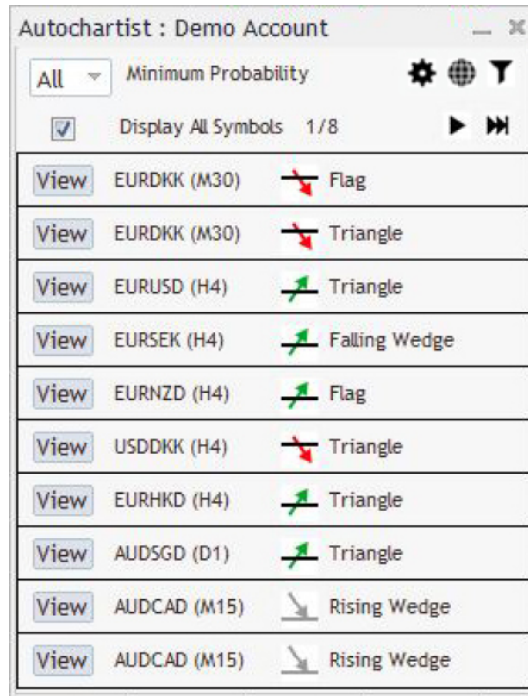 Autochartist : Demo Account
All Minimum Probability
Display All Symbols 1/8
View EURDKK (M30) Flag
View EURDKK (M30) Triangle
View EURUSD (H4) Triangle
View EURSEK (H4) Falling Wedge
View EURNZD (H4) Flag
View USDDKK (H4) Triangle
View EURHKD (H4) Triangle
View AUDSGD (D1) Triangle
View AUDCAD (M15) Rising Wedge
View AUDCAD (M15) Rising Wedge